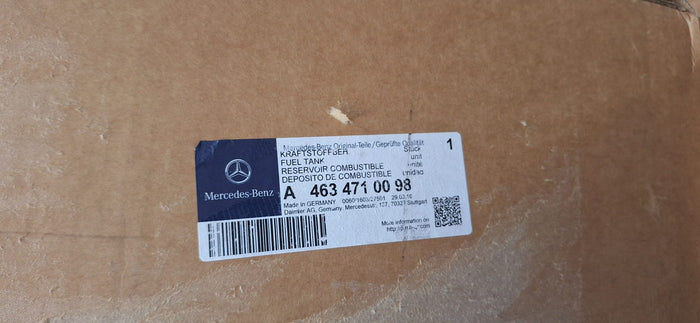 Mercedes-Benz Original-Teile/Geprüfte Qualität
KRAFTSTOFFBER. Stück 1
FUEL TANK unit
RESERVOIR COMBUSTIBLE unité
DEPOSITO DE COMBUSTIBLE unidad
Mercedes-Benz
A 463 471 00 98
Made in GERMANY
Daimler AG, Germany, Mercedesstr. 137, 70327 Stuttgart
More information on